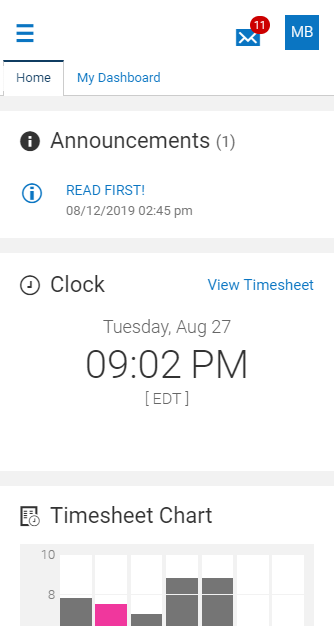 11
MB
Home My Dashboard
Announcements (1)
READ FIRST!
08/12/2019 02:45 pm
Clock View Timesheet
Tuesday, Aug 27
09:02 PM
[ EDT ]
Timesheet Chart
10
8